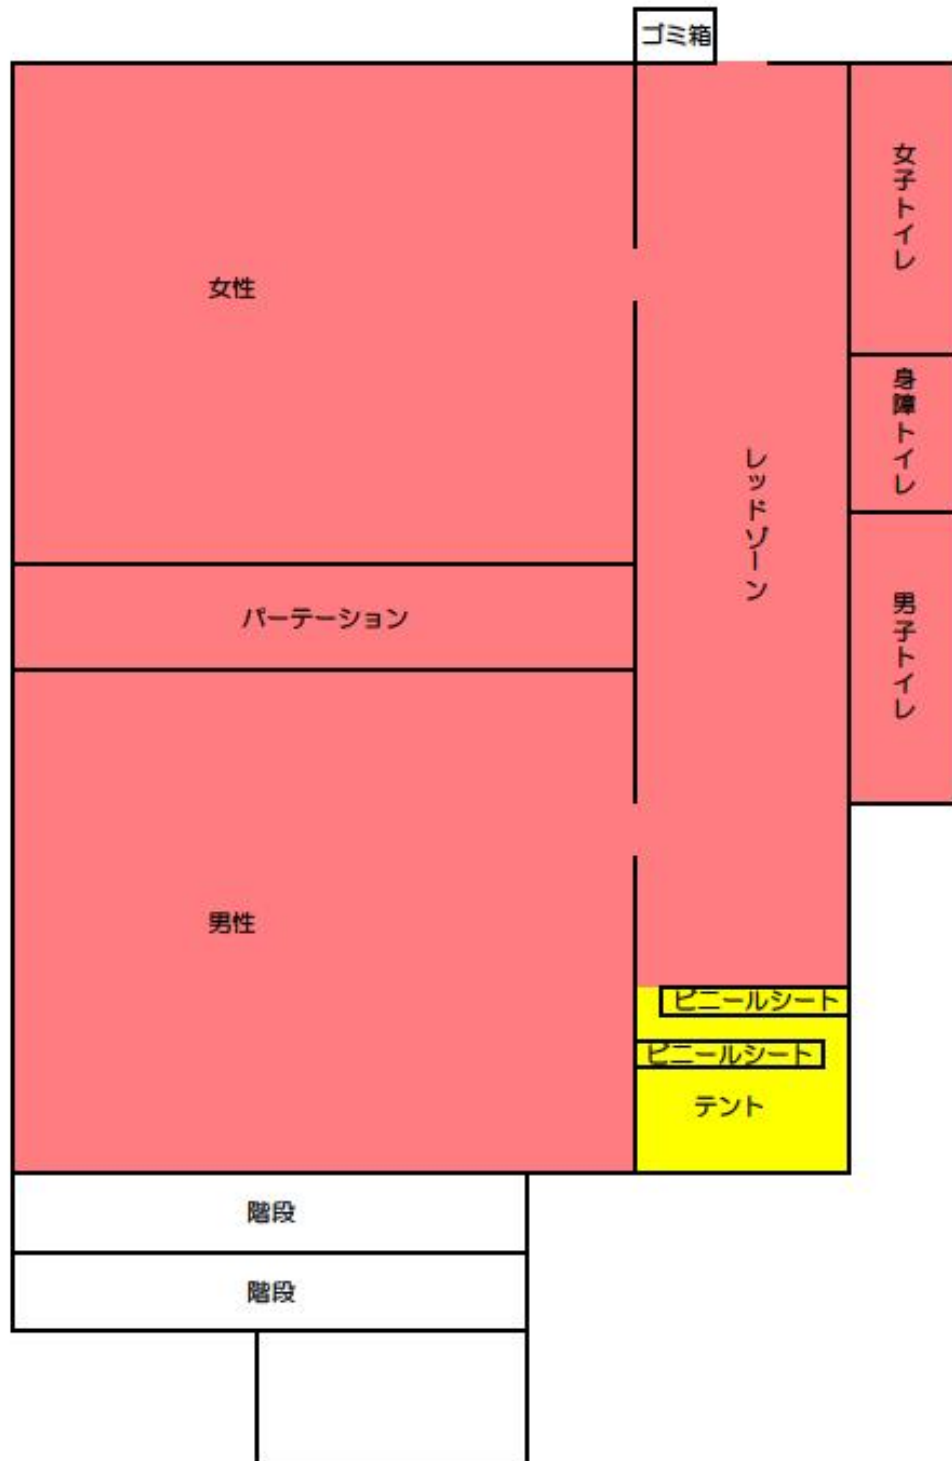 ゴミ箱
女性
女子トイレ
身障トイレ
レッドゾーン
パーテーション
男子トイレ
男性
ビニールシート
ビニールシート
テント
階段
階段